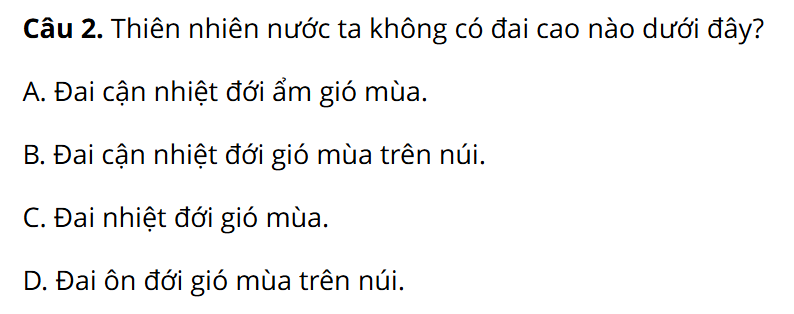 Câu 2. Thiên nhiên nước ta không có đai cao nào dưới đây?
A. Đai cận nhiệt đới ẩm gió mùa.
B. Đai cận nhiệt đới gió mùa trên núi.
C. Đai nhiệt đới gió mùa.
D. Đai ôn đới gió mùa trên núi.